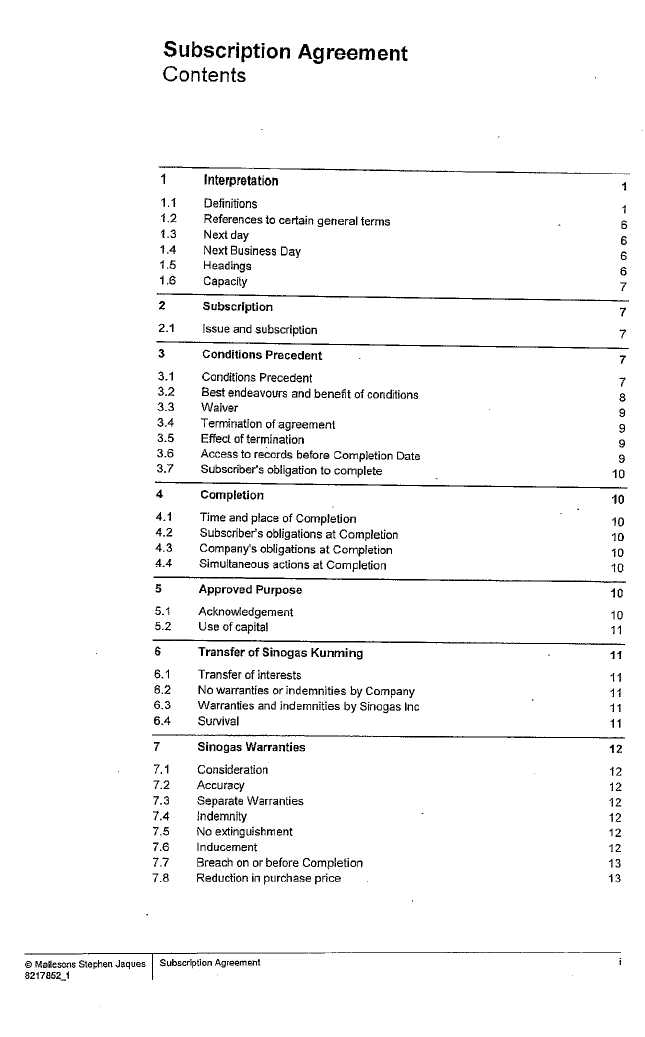 Subscription Agreement
Contents
1 Interpretation 1
1.1 Definitions 1
1.2 References to certain general terms 6
1.3 Next day 6
1.4 Next Business Day 6
1.5 Headings 6
1.6 Capacity 7
2 Subscription 7
2.1 Issue and subscription 7
3 Conditions Precedent 7
3.1 Conditions Precedent 7
3.2 Best endeavours and benefit of conditions 8
3.3 Waiver 9
3.4 Termination of agreement 9
3.5 Effect of termination 9
3.6 Access to records before Completion Date 9
3.7 Subscriber's obligation to complete 10
4 Completion 10
4.1 Time and place of Completion 10
4.2 Subscriber's obligations at Completion 10
4.3 Company's obligations at Completion 10
4.4 Simultaneous actions at Completion 10
5 Approved Purpose 10
5.1 Acknowledgement 10
5.2 Use of capital 11
6 Transfer of Sinogas Kunming 11
6.1 Transfer of interests 11
6.2 No warranties or indemnities by Company 11
6.3 Warranties and indemnities by Sinogas Inc 11
6.4 Survival 11
7 Sinogas Warranties 12
7.1 Consideration 12
7.2 Accuracy 12
7.3 Separate Warranties 12
7.4 Indemnity 12
7.5 No extinguishment 12
7.6 Inducement 12
7.7 Breach on or before Completion 13
7.8 Reduction in purchase price 13
© Mallesons Stephen Jaques Subscription Agreement i
8217852_1